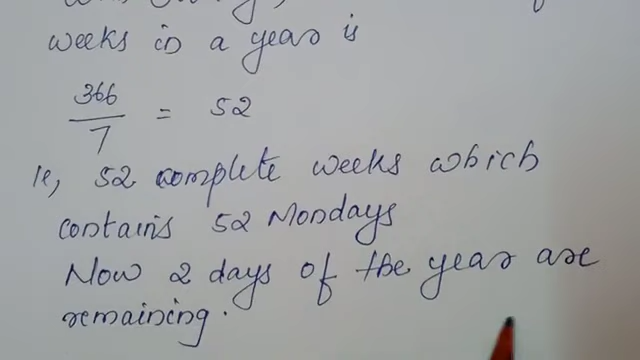 weeks in a year is
366
7 = 52
ie, 52 complete weeks which
contains 52 Mondays
Now 2 days of the year are
remaining.